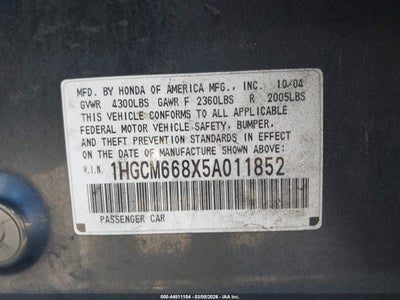 MFD. BY HONDA OF AMERICA MFG., INC. 10/04
GVWR 4300LBS GAWR F 2360LBS R 2005LBS
THIS VEHICLE CONFORMS TO ALL APPLICABLE
FEDERAL MOTOR VEHICLE SAFETY, BUMPER,
AND THEFT PREVENTION STANDARDS IN EFFECT
ON THE DATE OF MANUFACTURE SHOWN ABOVE:
V.I.N. 1HGCM668X5A011852
PASSENGER CAR
000-44511104 03/05/2026 - IAA Inc.